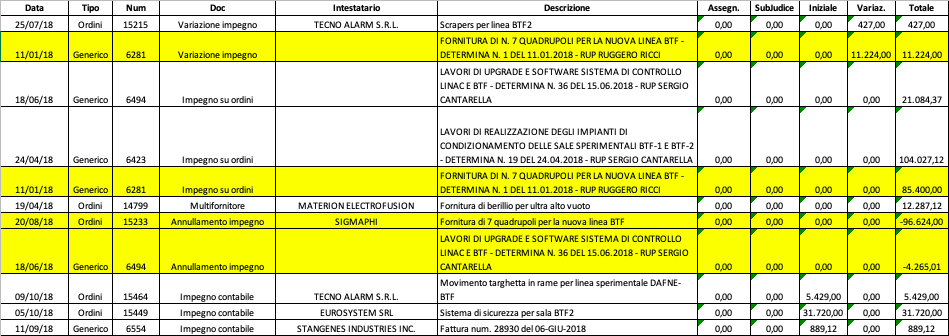 Data Tipo Num Doc Intestatario Descrizione Assegn. SubJudice Iniziale Variaz. Totale
25/07/18 Ordini 15215 Variazione impegno TECNO ALARM S.R.L. Scrapers per linea BTF2 0,00 0,00 0,00 427,00 427,00
FORNITURA DI N. 7 QUADRUPOLI PER LA NUOVA LINEA BTF -
11/01/18 Generico 6281 Variazione impegno DETERMINA N. 1 DEL 11.01.2018 - RUP RUGGERO RICCI 0,00 0,00 0,00 11.224,00 11.224,00
LAVORI DI UPGRADE E SOFTWARE SISTEMA DI CONTROLLO
LINAC E BTF - DETERMINA N. 36 DEL 15.06.2018 - RUP SERGIO
18/06/18 Generico 6494 Impegno su ordini CANTARELLA 0,00 0,00 0,00 0,00 21.084,37
LAVORI DI REALIZZAZIONE DEGLI IMPIANTI DI
CONDIZIONAMENTO DELLE SALE SPERIMENTALI BTF-1 E BTF-2
24/04/18 Generico 6423 Impegno su ordini - DETERMINA N. 19 DEL 24.04.2018 - RUP SERGIO CANTARELLA 0,00 0,00 0,00 0,00 104.027,12
FORNITURA DI N. 7 QUADRUPOLI PER LA NUOVA LINEA BTF -
11/01/18 Generico 6281 Impegno su ordini DETERMINA N. 1 DEL 11.01.2018 - RUP RUGGERO RICCI 0,00 0,00 0,00 0,00 85.400,00
19/04/18 Ordini 14799 Multifornitore MATERION ELECTROFUSION Fornitura di berillio per ultra alto vuoto 0,00 0,00 0,00 0,00 12.287,12
20/08/18 Ordini 15233 Annullamento impegno SIGMAPHI Fornitura di 7 quadrupoli per la nuova linea BTF 0,00 0,00 0,00 0,00 -96.624,00
LAVORI DI UPGRADE E SOFTWARE SISTEMA DI CONTROLLO
LINAC E BTF - DETERMINA N. 36 DEL 15.06.2018 - RUP SERGIO
18/06/18 Generico 6494 Annullamento impegno CANTARELLA 0,00 0,00 0,00 0,00 -4.265,01
Movimento targhetta in rame per linea sperimentale DAFNE-
09/10/18 Ordini 15464 Impegno contabile TECNO ALARM S.R.L. BTF 0,00 0,00 5.429,00 0,00 5.429,00
05/10/18 Ordini 15449 Impegno contabile EUROSYSTEM SRL Sistema di sicurezza per sala BTF2 0,00 0,00 31.720,00 0,00 31.720,00
11/09/18 Generico 6554 Impegno contabile STANGENES INDUSTRIES INC. Fattura num. 28930 del 06-GIU-2018 0,00 0,00 889,12 0,00 889,12